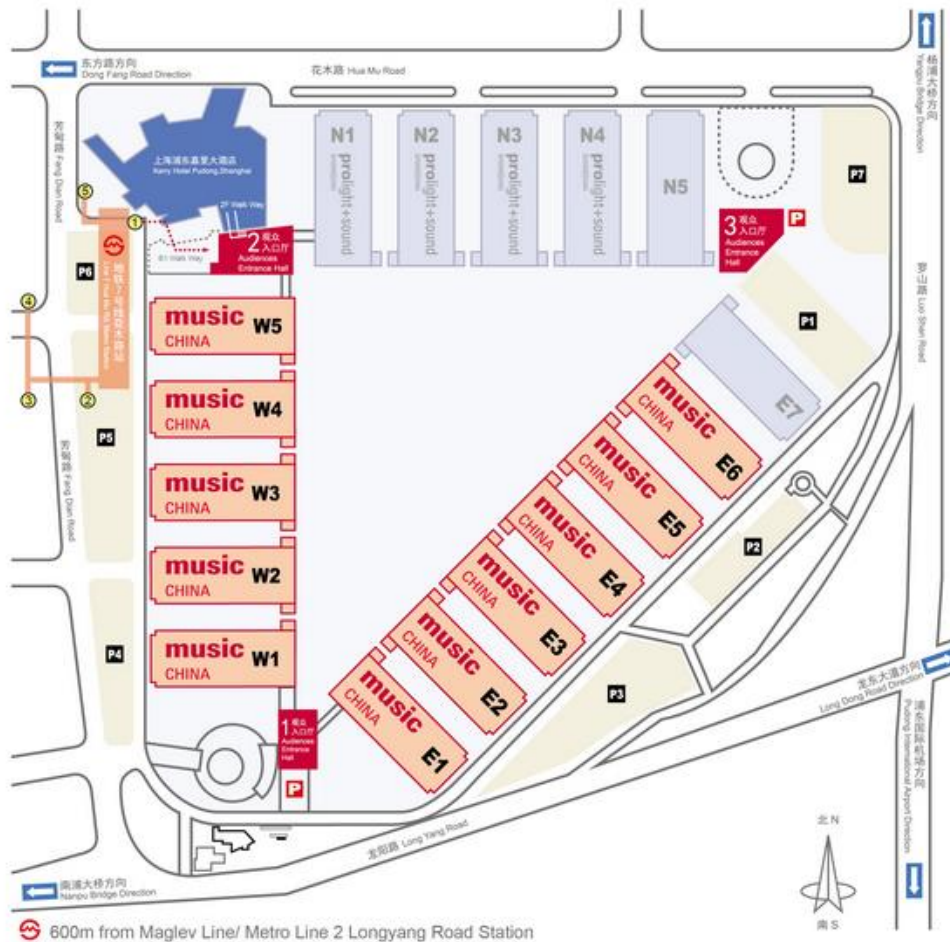 东方路方向
Dong Fang Road Direction
花木路 Hua Mu Road
杨浦大桥方向
Yangpu Bridge Direction
芳甸路 Fang Dian Road
上海浦东嘉里大酒店
Kerry Hotel Pudong,Shanghai
2F Walk Way
B1 Walk Way
N1
prolight+sound
N2
prolight+sound
N3
prolight+sound
N4
prolight+sound
N5
P7
5
1
2 观众
入口厅
Audiences
Entrance Hall
3 观众
入口厅
Audiences
Entrance
Hall
P
P6
地铁7号线花木路站
4
3
2
P1
罗山路 Luo Shan Road
music
CHINA
W5
music
CHINA
W4
music
CHINA
W3
music
CHINA
W2
music
CHINA
W1
E7
music
CHINA
E6
music
CHINA
E5
music
CHINA
E4
music
CHINA
E3
music
CHINA
E2
music
CHINA
E1
P5
芳甸路 Fang Dian Road
P2
P4
P3
1 观众
入口厅
Audiences
Entrance
Hall
P
龙东大道方向
Long Dong Road Direction
浦东国际机场方向
Pudong International Airport Direction
龙阳路 Long Yang Road
北 N
南 S
南浦大桥方向
Nanpu Bridge Direction
600m from Maglev Line/ Metro Line 2 Longyang Road Station